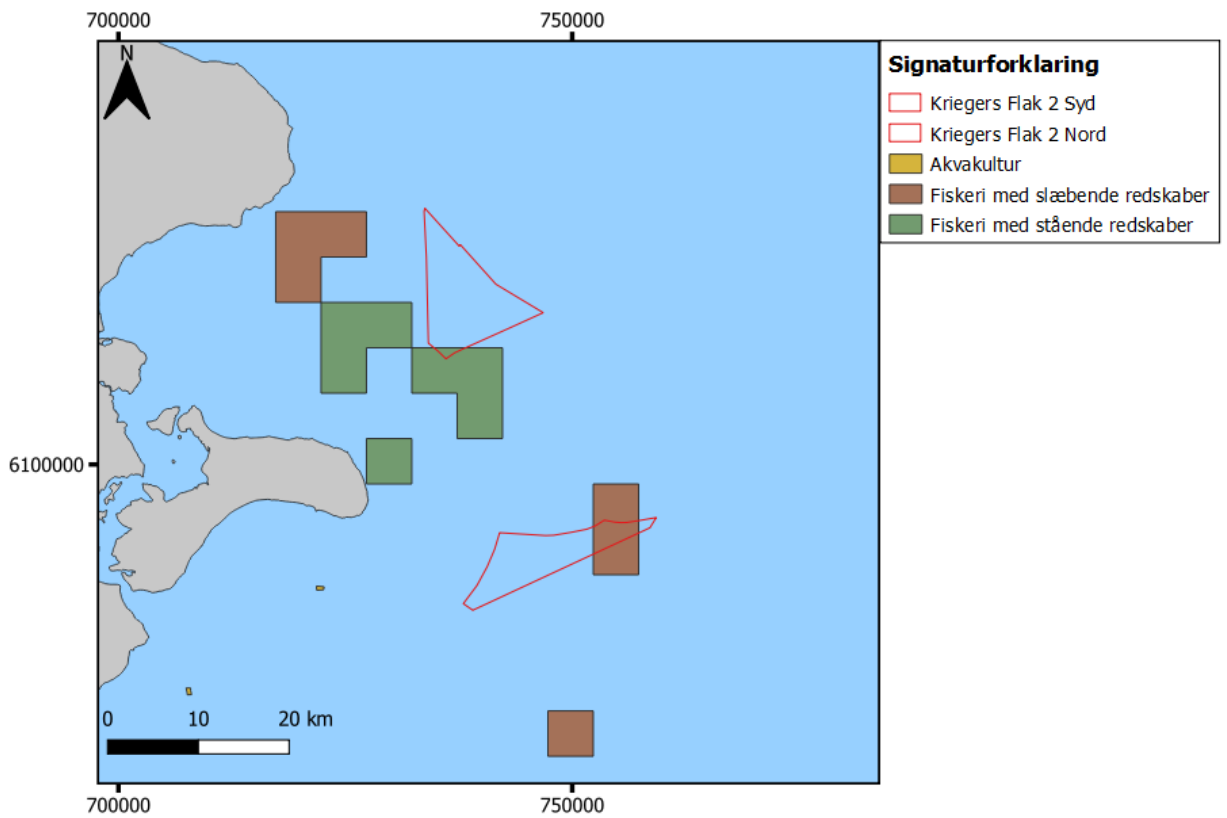 700000
750000
N
Signaturforklaring
Kriegers Flak 2 Syd
Kriegers Flak 2 Nord
Akvakultur
Fiskeri med slæbende redskaber
Fiskeri med stående redskaber
6100000
0
10
20 km
700000
750000